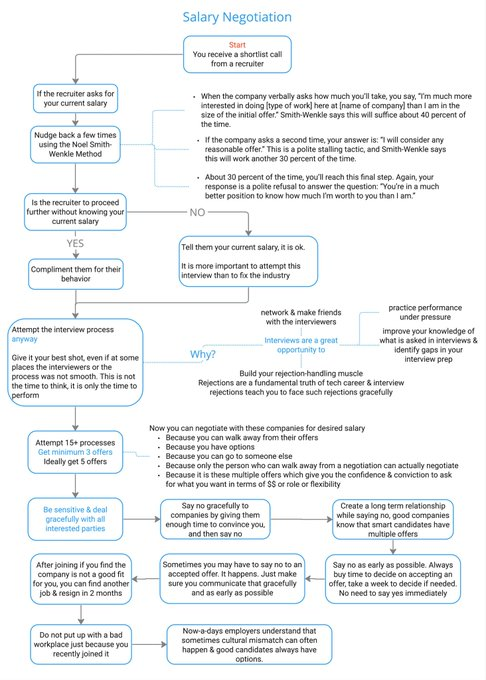 Salary Negotiation
Start
You receive a shortlist call
from a recruiter
If the recruiter asks for
your current salary
Nudge back a few times
using the Noel Smith-
Wenkle Method
• When the company verbally asks how much you'll take, you say, "I'm much more
interested in doing [type of work] here at [name of company] than I am in the
size of the initial offer." Smith-Wenkle says this will suffice about 40 percent of
the time.
• If the company asks a second time, your answer is: "I will consider any
reasonable offer." This is a polite stalling tactic, and Smith-Wenkle says
this will work another 30 percent of the time.
• About 30 percent of the time, you'll reach this final step. Again, your
response is a polite refusal to answer the question: "You're in a much
better position to know how much I'm worth to you than I am."
Is the recruiter to proceed
further without knowing your
current salary
NO
YES
Tell them your current salary, it is ok.
It is more important to attempt this
interview than to fix the industry
Compliment them for their
behavior
Attempt the interview process
anyway
Give it your best shot, even if at some
places the interviewers or the
process was not smooth. This is not
the time to think, it is only the time to
perform
Why?
network & make friends
with the interviewers
Interviews are a great
opportunity to
practice performance
under pressure
improve your knowledge of
what is asked in interviews &
identify gaps in your
interview prep
Build your rejection-handling muscle
Rejections are a fundamental truth of tech career & interview
rejections teach you to face such rejections gracefully
Attempt 15+ processes
Get minimum 3 offers
Ideally get 5 offers
Now you can negotiate with these companies for desired salary
• Because you can walk away from their offers
• Because you have options
• Because you can go to someone else
• Because only the person who can walk away from a negotiation can actually negotiate
• Because it is these multiple offers which give you the confidence & conviction to ask
for what you want in terms of $$ or role or flexibility
Be sensitive & deal
gracefully with all
interested parties
Say no gracefully to
companies by giving them
enough time to convince you,
and then say no
Create a long term relationship
while saying no, good companies
know that smart candidates have
multiple offers
After joining if you find the
company is not a good fit
for you, you can find another
job & resign in 2 months
Sometimes you may have to say no to an
accepted offer. It happens. Just make
sure you communicate that gracefully
and as early as possible
Say no as early as possible. Always
buy time to decide on accepting an
offer, take a week to decide if needed.
No need to say yes immediately
Do not put up with a bad
workplace just because you
recently joined it
Now-a-days employers understand that
sometimes cultural mismatch can often
happen & good candidates always have
options.